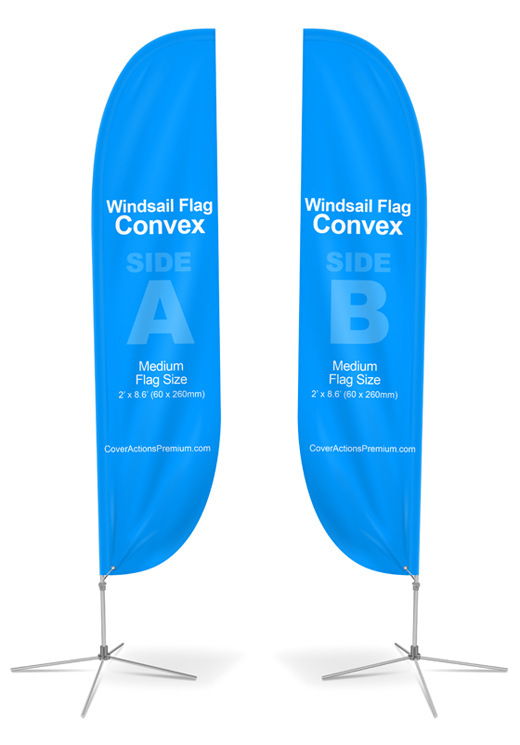 Windsail Flag
Convex
SIDE
A
Medium
Flag Size
2' x 8.6' (60 x 260mm)
CoverActionsPremium.com
Windsail Flag
Convex
SIDE
B
Medium
Flag Size
2' x 8.6' (60 x 260mm)
CoverActionsPremium.com